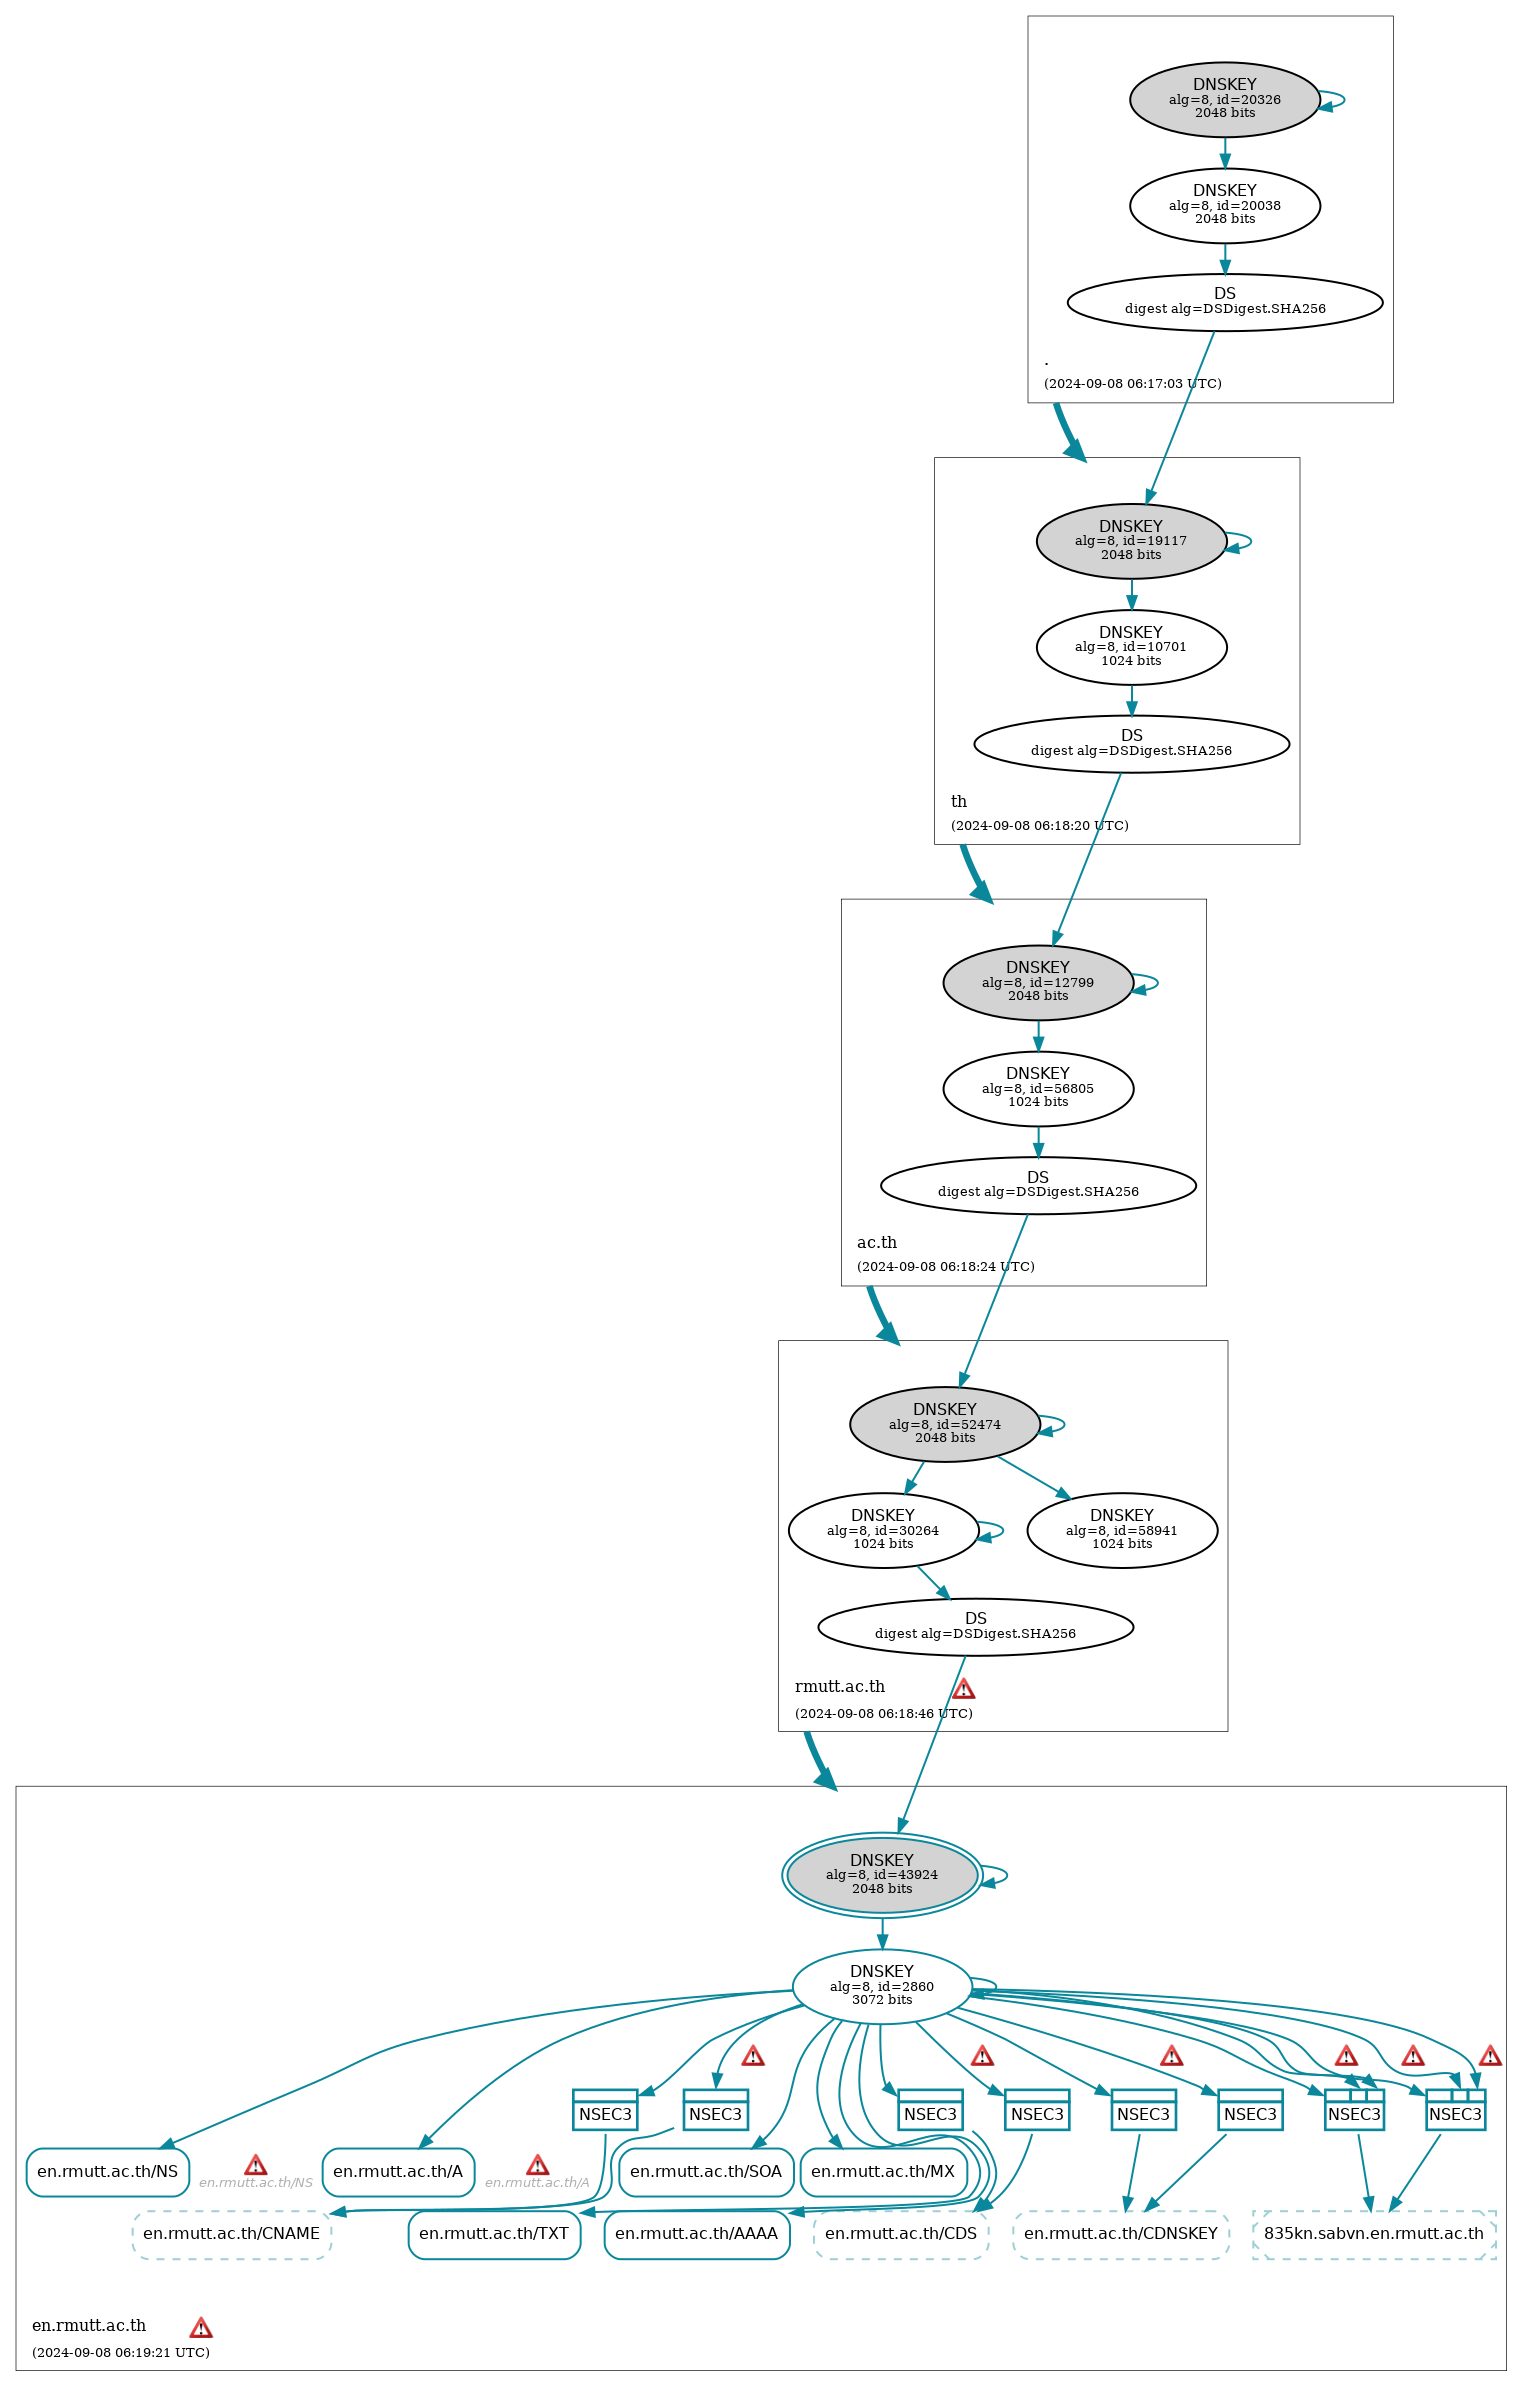 DNSKEY
alg=8, id=20326
2048 bits
DNSKEY
alg=8, id=20038
2048 bits
DS
digest alg=DSDigest.SHA256
.
(2024-09-08 06:17:03 UTC)
DNSKEY
alg=8, id=19117
2048 bits
DNSKEY
alg=8, id=10701
1024 bits
DS
digest alg=DSDigest.SHA256
th
(2024-09-08 06:18:20 UTC)
DNSKEY
alg=8, id=12799
2048 bits
DNSKEY
alg=8, id=56805
1024 bits
DS
digest alg=DSDigest.SHA256
ac.th
(2024-09-08 06:18:24 UTC)
DNSKEY
alg=8, id=52474
2048 bits
DNSKEY
alg=8, id=30264
1024 bits
DNSKEY
alg=8, id=58941
1024 bits
DS
digest alg=DSDigest.SHA256
rmutt.ac.th
(2024-09-08 06:18:46 UTC)
DNSKEY
alg=8, id=43924
2048 bits
DNSKEY
alg=8, id=2860
3072 bits
NSEC3 NSEC3 NSEC3 NSEC3 NSEC3 NSEC3 NSEC3 NSEC3
en.rmutt.ac.th/NS en.rmutt.ac.th/NS en.rmutt.ac.th/A en.rmutt.ac.th/A en.rmutt.ac.th/SOA en.rmutt.ac.th/MX
en.rmutt.ac.th/CNAME en.rmutt.ac.th/TXT en.rmutt.ac.th/AAAA en.rmutt.ac.th/CDS en.rmutt.ac.th/CDNSKEY 835kn.sabvn.en.rmutt.ac.th
en.rmutt.ac.th
(2024-09-08 06:19:21 UTC)